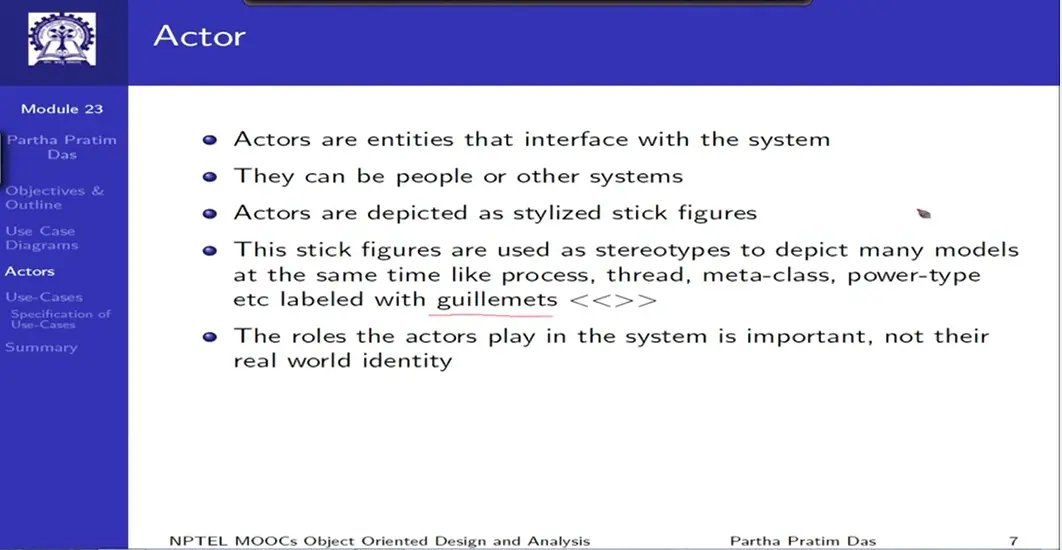 Actor
Module 23
Partha Pratim
Das
Objectives &
Outline
Use Case
Diagrams
Actors
Use-Cases
Specification of
Use-Cases
Summary
Actors are entities that interface with the system
They can be people or other systems
Actors are depicted as stylized stick figures
This stick figures are used as stereotypes to depict many models
at the same time like process, thread, meta-class, power-type
etc labeled with guillemets <<>>
The roles the actors play in the system is important, not their
real world identity
NPTEL MOOCs Object Oriented Design and Analysis Partha Pratim Das 7